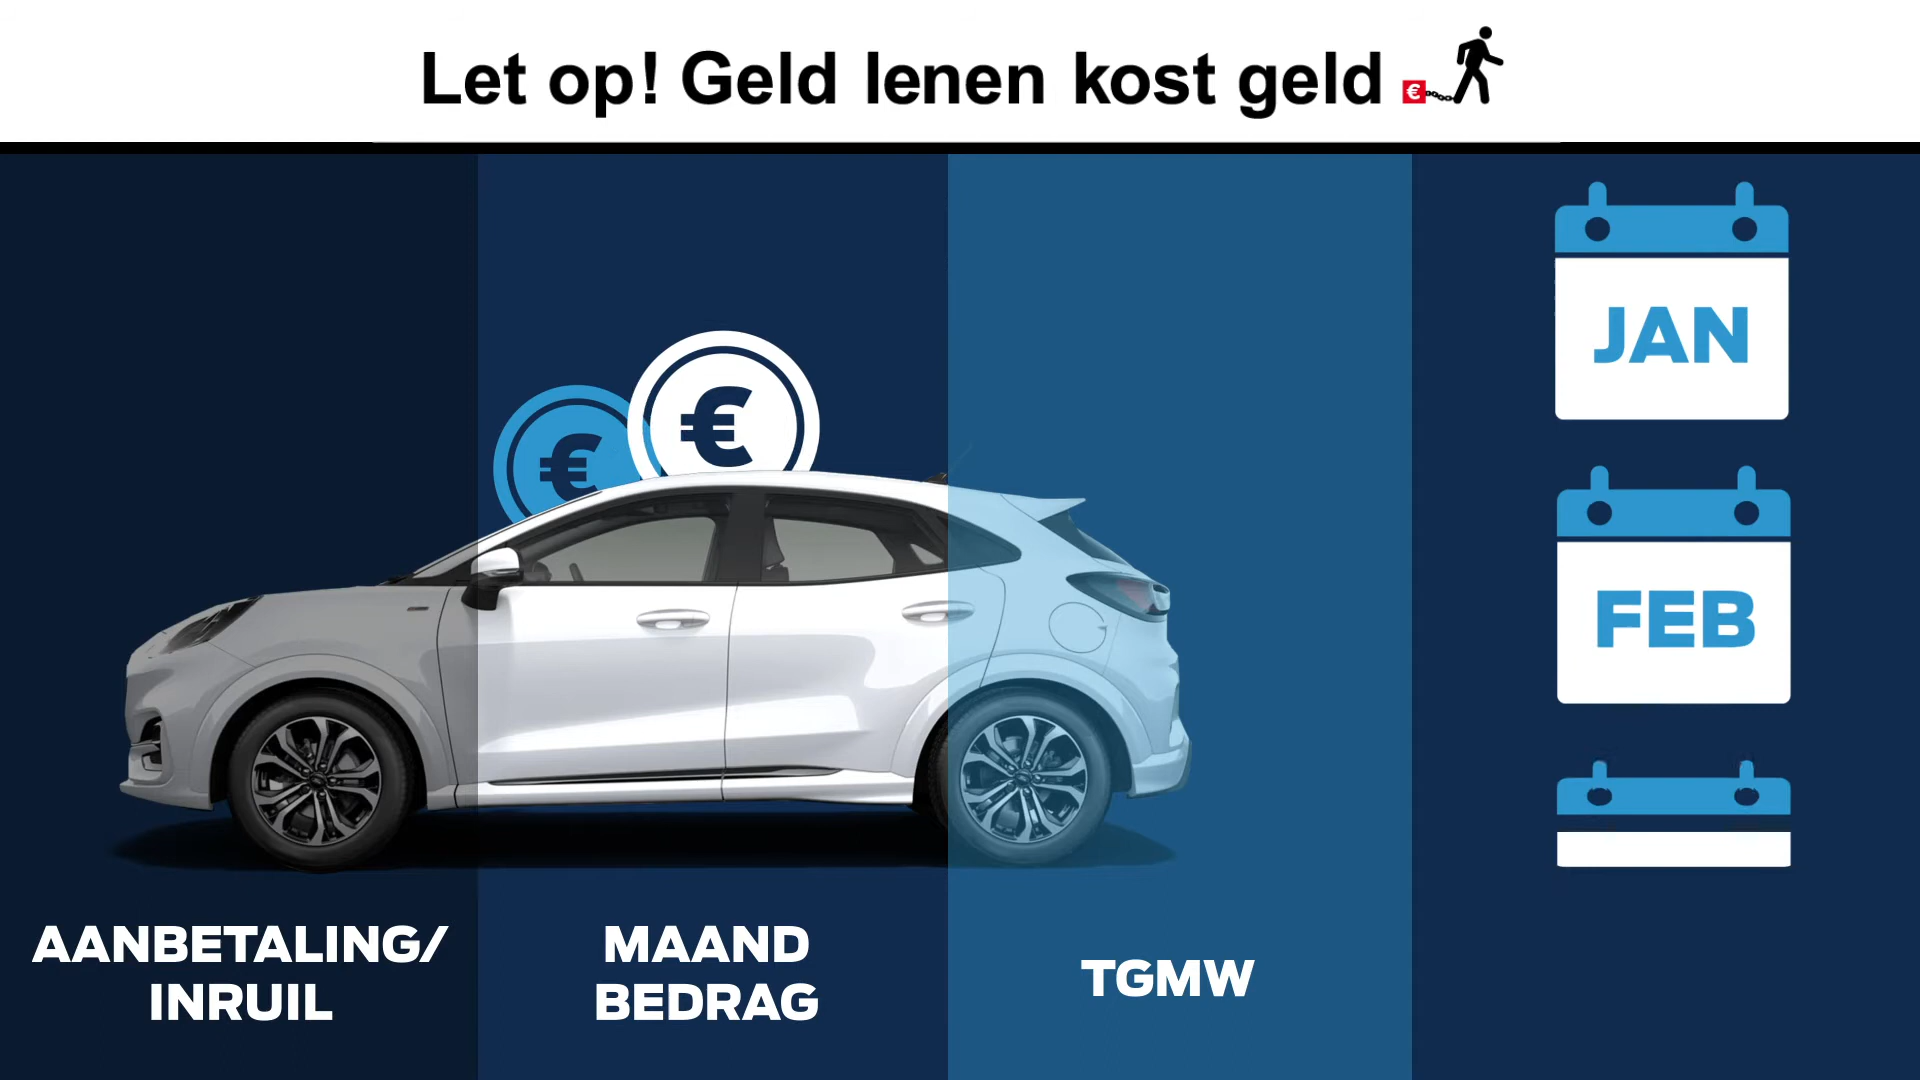 Let op! Geld lenen kost geld €
JAN
€
€
FEB
AANBETALING/
INRUIL
MAAND
BEDRAG
TGMW